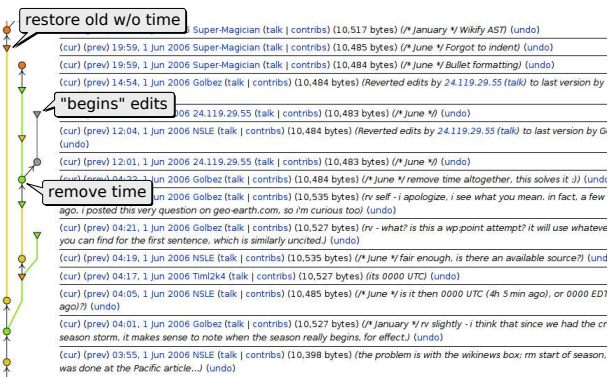 restore old w/o time
6 Super-Magician (talk | contribs) (10,517 bytes) (/* January */ Wikify AST) (undo)
(cur) (prev) 19:59, 1 Jun 2006 Super-Magician (talk | contribs) (10,485 bytes) (/* June */ Forgot to indent) (undo)
(cur) (prev) 19:59, 1 Jun 2006 Super-Magician (talk | contribs) (10,484 bytes) (/* June */ Bullet formatting) (undo)
(cur) (prev) 14:54, 1 Jun 2006 Golbez (talk | contribs) (10,484 bytes) (Reverted edits by 24.119.29.55 (talk) to last version by
"begins" edits
06 24.119.29.55 (talk) (10,483 bytes) (/* June */) (undo)
(cur) (prev) 12:04, 1 Jun 2006 NSLE (talk | contribs) (10,484 bytes) (Reverted edits by 24.119.29.55 (talk) to last version by Go
(undo)
(cur) (prev) 12:01, 1 Jun 2006 24.119.29.55 (talk) (10,483 bytes) (/* June */) (undo)
(cur) (prev) 04:22, 1 Jun 2006 Golbez (talk | contribs) (10,484 bytes) (/* June */ remove time altogether, this solves it :)) (undo
remove time
06 Golbez (talk | contribs) (10,535 bytes) (rv self - i apologize, i see what you mean. in fact, a few
ago, i posted this very question on geo-earth.com, so i'm curious too) (undo)
(cur) (prev) 04:21, 1 Jun 2006 Golbez (talk | contribs) (10,527 bytes) (rv - what? is this a wp:point attempt? it will use whateve
you can find for the first sentence, which is similarly uncited.) (undo)
(cur) (prev) 04:19, 1 Jun 2006 NSLE (talk | contribs) (10,535 bytes) (/* June */ fair enough, is there an available source?) (und
(cur) (prev) 04:17, 1 Jun 2006 Timl2k4 (talk | contribs) (10,527 bytes) (its 0000 UTC) (undo)
(cur) (prev) 04:05, 1 Jun 2006 NSLE (talk | contribs) (10,485 bytes) (/* June */ is it then 0000 UTC (4h 5 min ago), or 0000 EDT
ago)?) (undo)
(cur) (prev) 04:01, 1 Jun 2006 Golbez (talk | contribs) (10,527 bytes) (/* January */ rv slightly - i think that since we had the cr
season storm, it makes sense to note when the season really begins, for effect.) (undo)
(cur) (prev) 03:55, 1 Jun 2006 NSLE (talk | contribs) (10,398 bytes) (the problem is with the wikinews box; rm start of season,
was done at the Pacific article...) (undo)